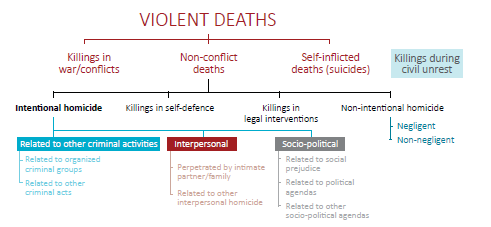 VIOLENT DEATHS
Killings in
war/conflicts
Non-conflict
deaths
Self-inflicted
deaths (suicides)
Killings during
civil unrest
Intentional homicide
Killings in self-defence
Killings in
legal interventions
Non-intentional homicide
Negligent
Non-negligent
Related to other criminal activities
Related to organized
criminal groups
Related to other
criminal acts
Interpersonal
Perpetrated by intimate
partner/family
Related to other
interpersonal homicide
Socio-political
Related to social
prejudice
Related to political
agendas
Related to other
socio-political agendas